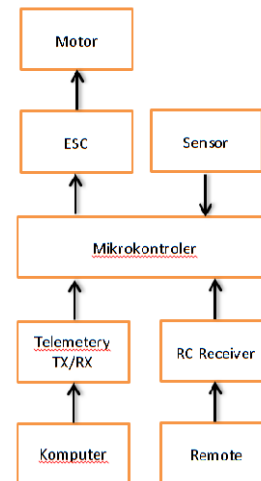 Motor
ESC
Sensor
Mikrokontroler
Telemetery
TX/RX
RC Receiver
Komputer
Remote